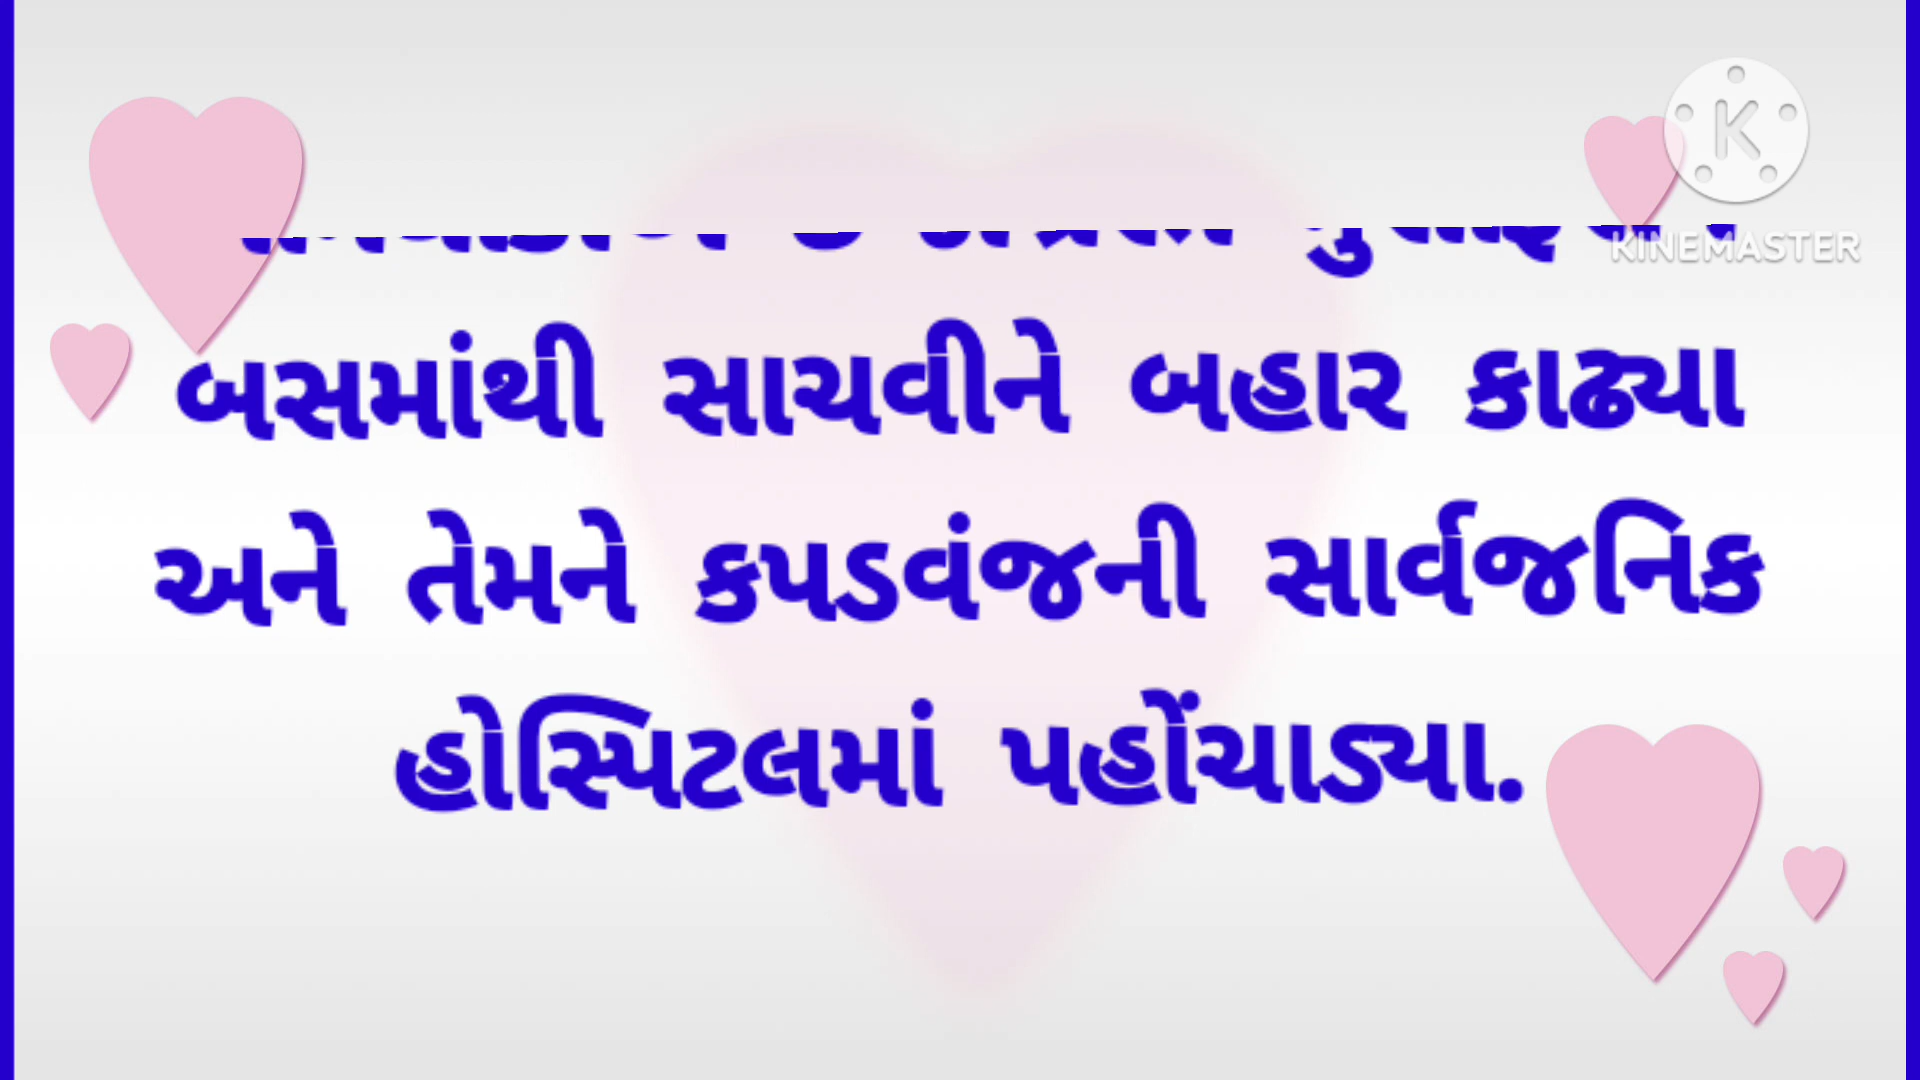 KINEMASTER
બસમાંથી સાચવીને બહાર કાઢ્યા
અને તેમને કપડવંજની સાર્વજનિક
હોસ્પિટલમાં પહોંચાડ્યા.